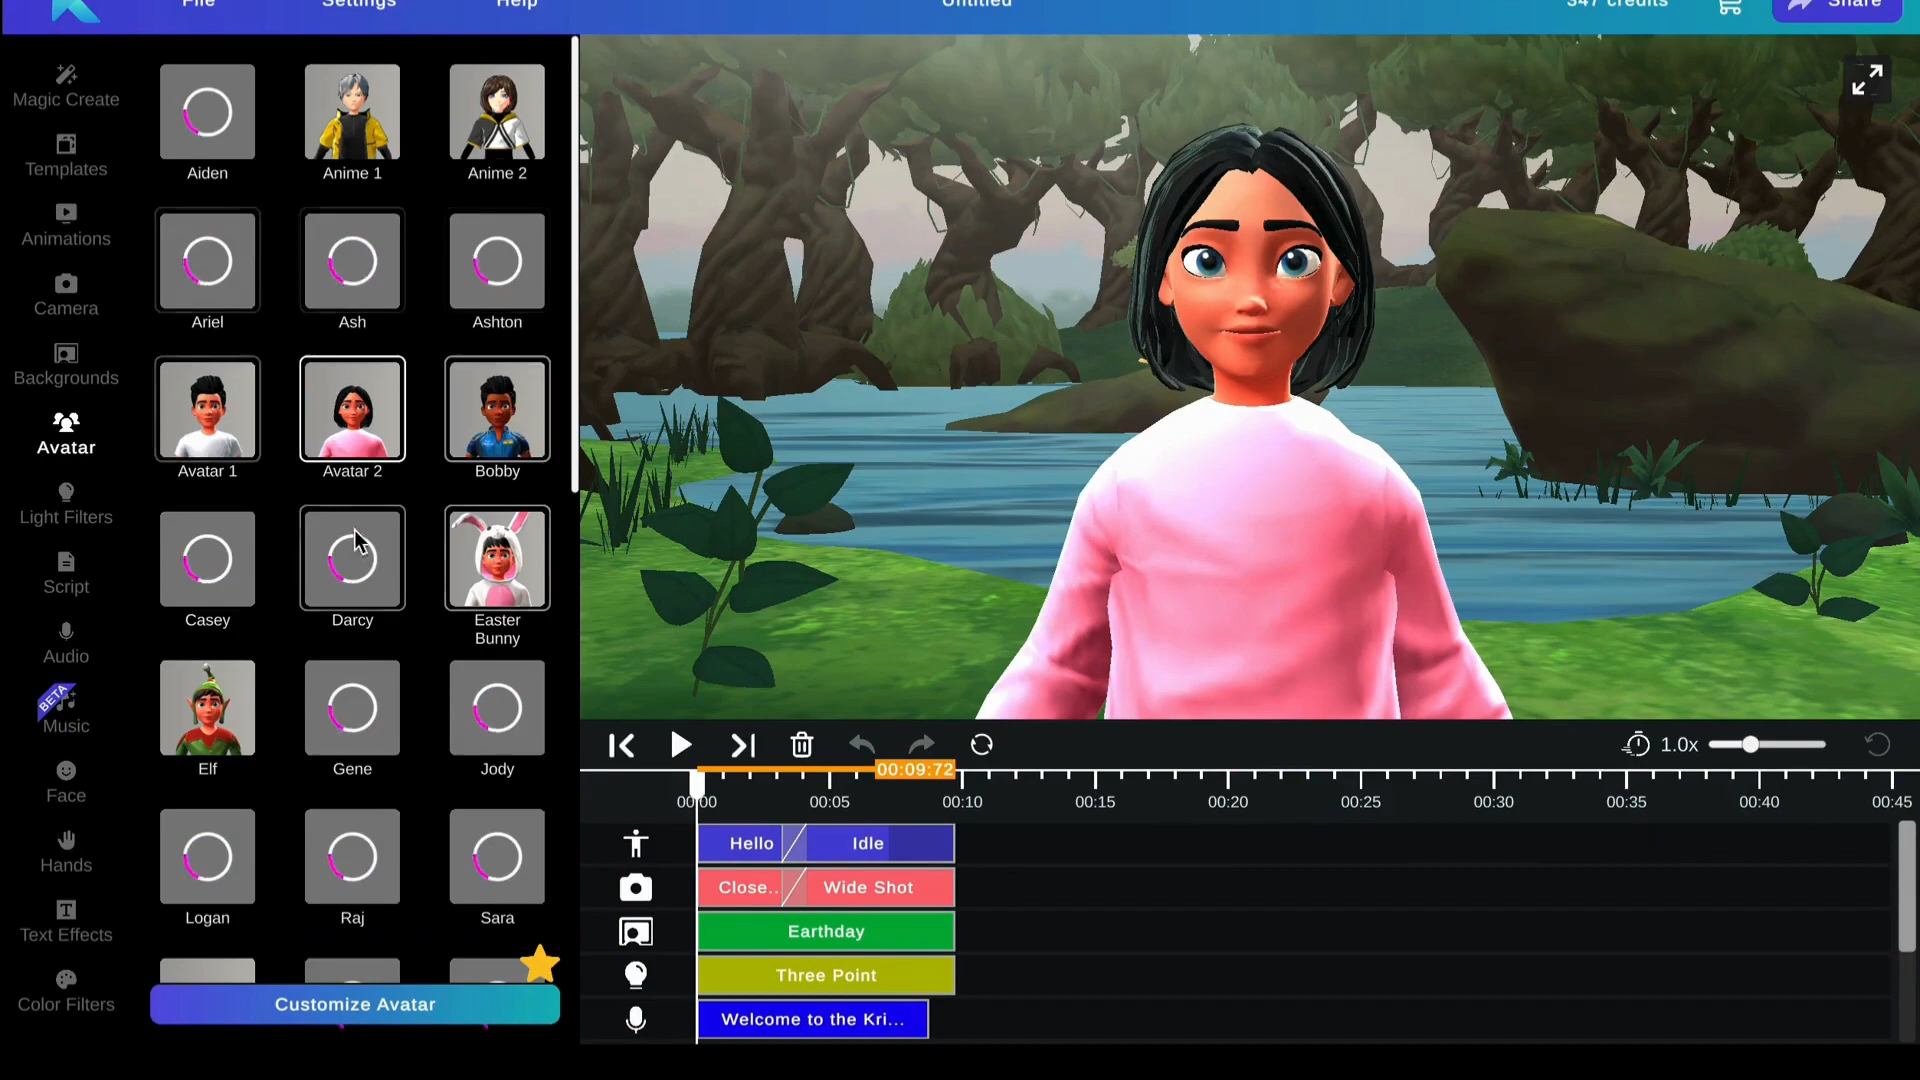 File Settings Help Untitled 347 credits Share
Magic Create
Templates
Animations
Camera
Backgrounds
Avatar
Light Filters
Script
Audio
BETA
Music
Face
Hands
Text Effects
Color Filters
Aiden Anime 1 Anime 2
Ariel Ash Ashton
Avatar 1 Avatar 2 Bobby
Casey Darcy Easter
Bunny
Elf Gene Jody
Logan Raj Sara
Customize Avatar
1.0x
00:09:72
00:00 00:05 00:10 00:15 00:20 00:25 00:30 00:35 00:40 00:45
Hello Idle
Close... Wide Shot
Earthday
Three Point
Welcome to the Kri...